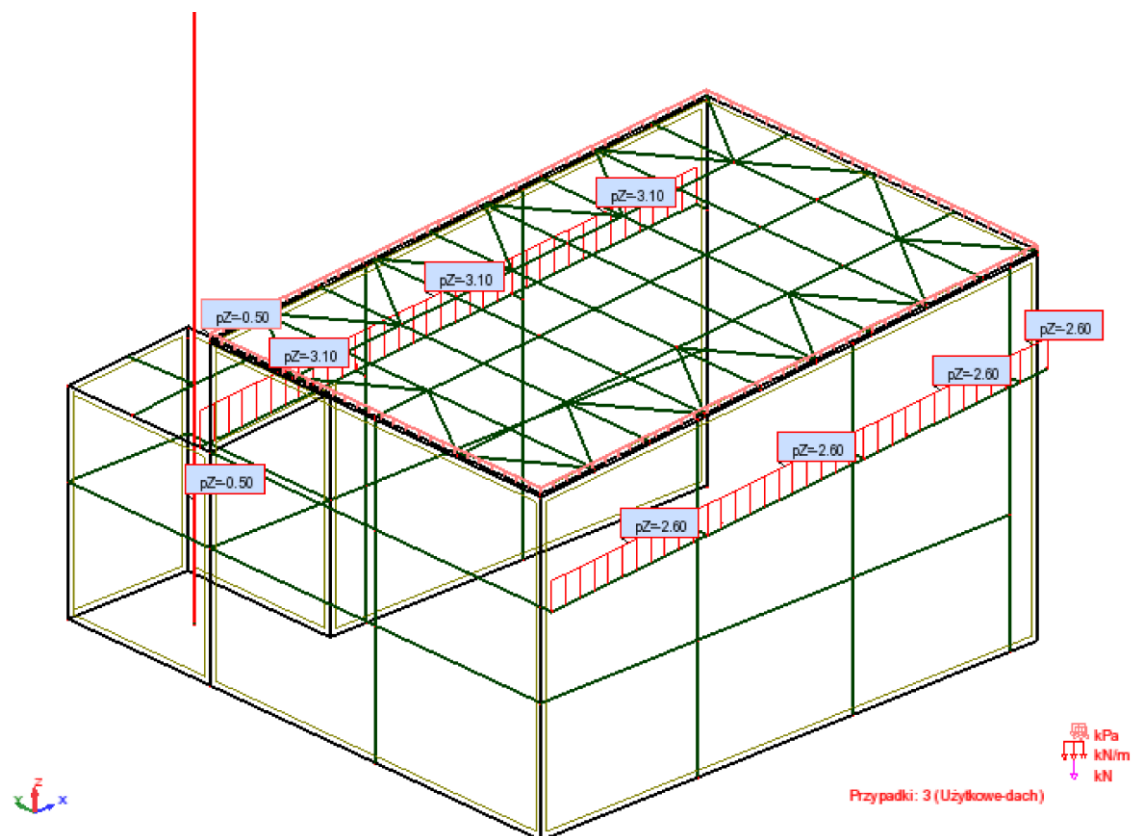 pZ=-3.10
pZ=-3.10
pZ=-0.50
pZ=-3.10
pZ=-2.60
pZ=-2.60
pZ=-2.60
pZ=-0.50
pZ=-2.60
kPa
kN/m
kN
Przypadki: 3 (Użytkowe-dach)
Z
Y
X